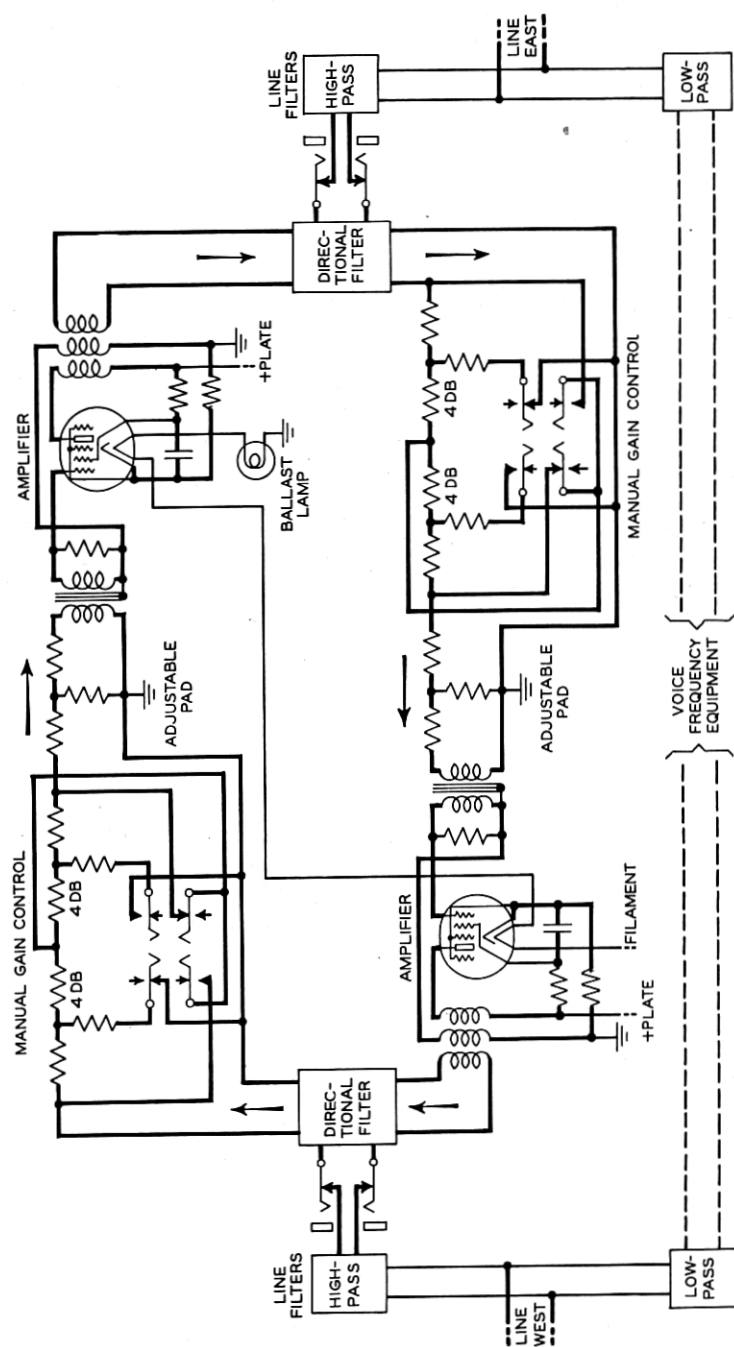 LINE
WEST
LINE
FILTERS
HIGH-
PASS
LOW-
PASS
DIREC-
TIONAL
FILTER
MANUAL GAIN CONTROL
4 DB
4 DB
ADJUSTABLE
PAD
AMPLIFIER
BALLAST
LAMP
+PLATE
AMPLIFIER
+PLATE
-FILAMENT
ADJUSTABLE
PAD
4 DB
4 DB
MANUAL GAIN CONTROL
DIREC-
TIONAL
FILTER
LINE
FILTERS
HIGH-
PASS
LINE
EAST
LOW-
PASS
VOICE
FREQUENCY
EQUIPMENT